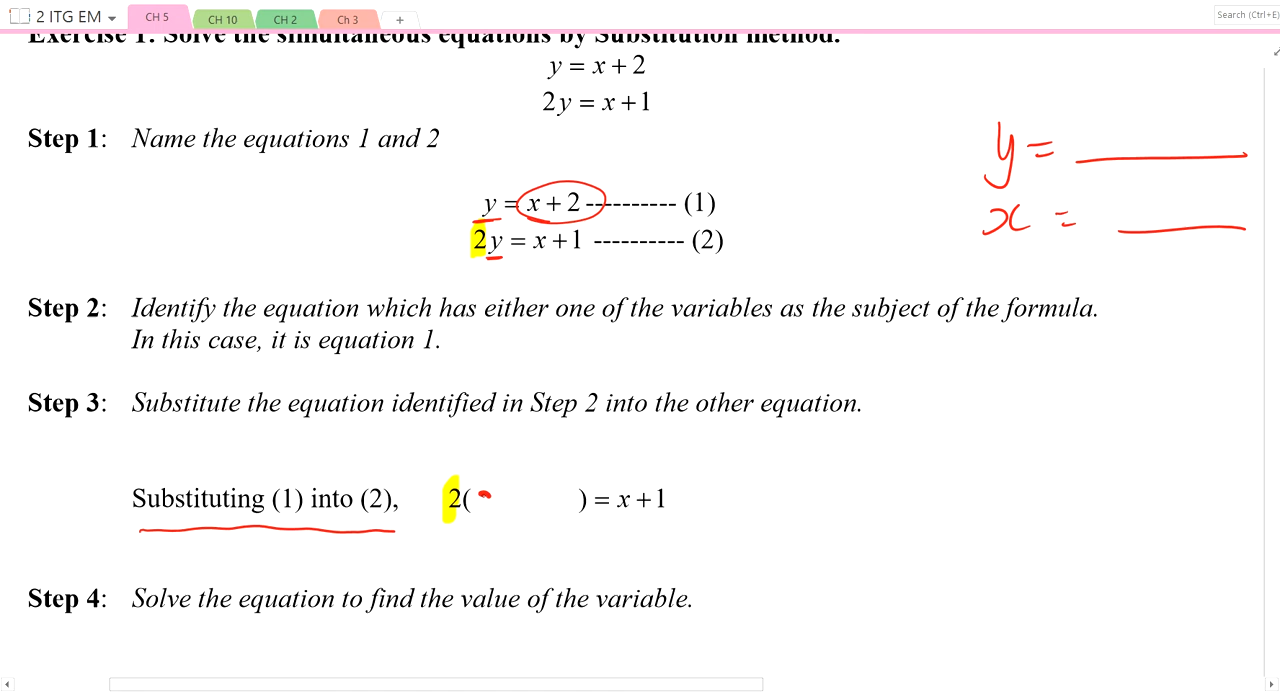 2 ITG EM
CH 5
CH 10
CH 2
Ch 3
+
Search (Ctrl+E)
Exercise 1: Solve the simultaneous equations by Substitution method.
y = x + 2
2y = x + 1
Step 1: Name the equations 1 and 2
y = x + 2 ---------- (1)
2y = x + 1 ---------- (2)
y =
x =
Step 2: Identify the equation which has either one of the variables as the subject of the formula.
In this case, it is equation 1.
Step 3: Substitute the equation identified in Step 2 into the other equation.
Substituting (1) into (2), 2( ) = x + 1
Step 4: Solve the equation to find the value of the variable.